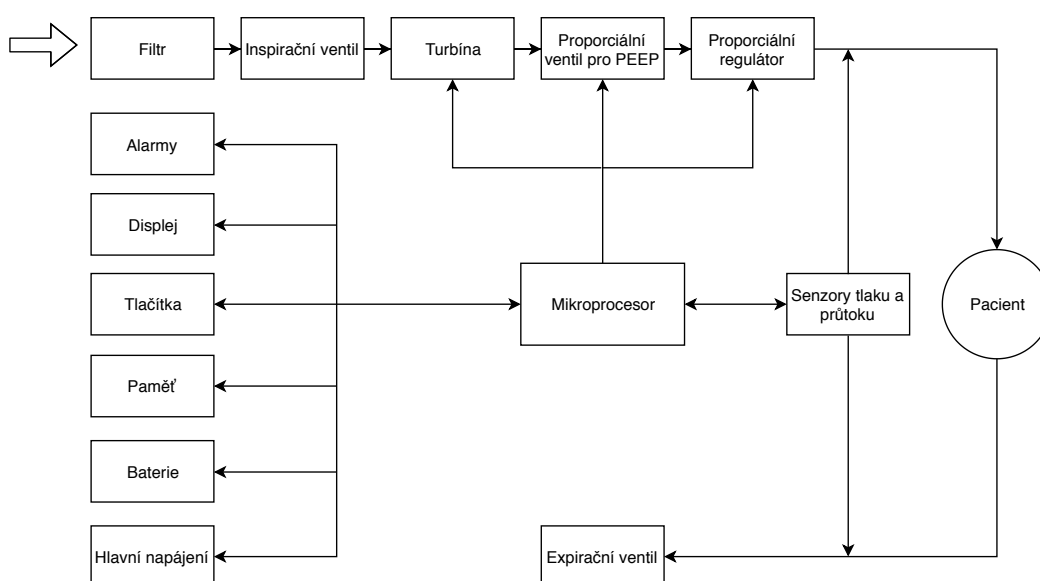 Filtr
Inspirační ventil
Turbína
Proporciální
ventil pro PEEP
Proporciální
regulátor
Alarmy
Displej
Tlačítka
Mikroprocesor
Senzory tlaku a
průtoku
Pacient
Paměť
Baterie
Hlavní napájení
Expirační ventil